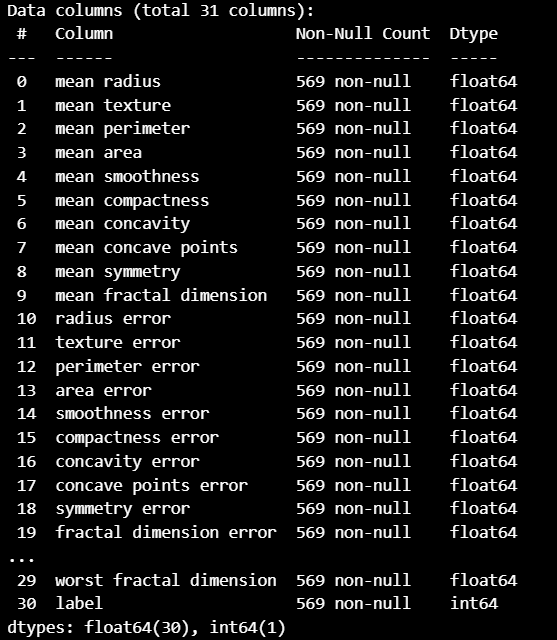 Data columns (total 31 columns):
 #   Column                   Non-Null Count  Dtype
---  ------                   --------------  -----
 0   mean radius              569 non-null    float64
 1   mean texture             569 non-null    float64
 2   mean perimeter           569 non-null    float64
 3   mean area                569 non-null    float64
 4   mean smoothness          569 non-null    float64
 5   mean compactness         569 non-null    float64
 6   mean concavity           569 non-null    float64
 7   mean concave points      569 non-null    float64
 8   mean symmetry            569 non-null    float64
 9   mean fractal dimension   569 non-null    float64
 10  radius error             569 non-null    float64
 11  texture error            569 non-null    float64
 12  perimeter error          569 non-null    float64
 13  area error               569 non-null    float64
 14  smoothness error         569 non-null    float64
 15  compactness error        569 non-null    float64
 16  concavity error          569 non-null    float64
 17  concave points error     569 non-null    float64
 18  symmetry error           569 non-null    float64
 19  fractal dimension error  569 non-null    float64
...
 29  worst fractal dimension  569 non-null    float64
 30  label                    569 non-null    int64
dtypes: float64(30), int64(1)